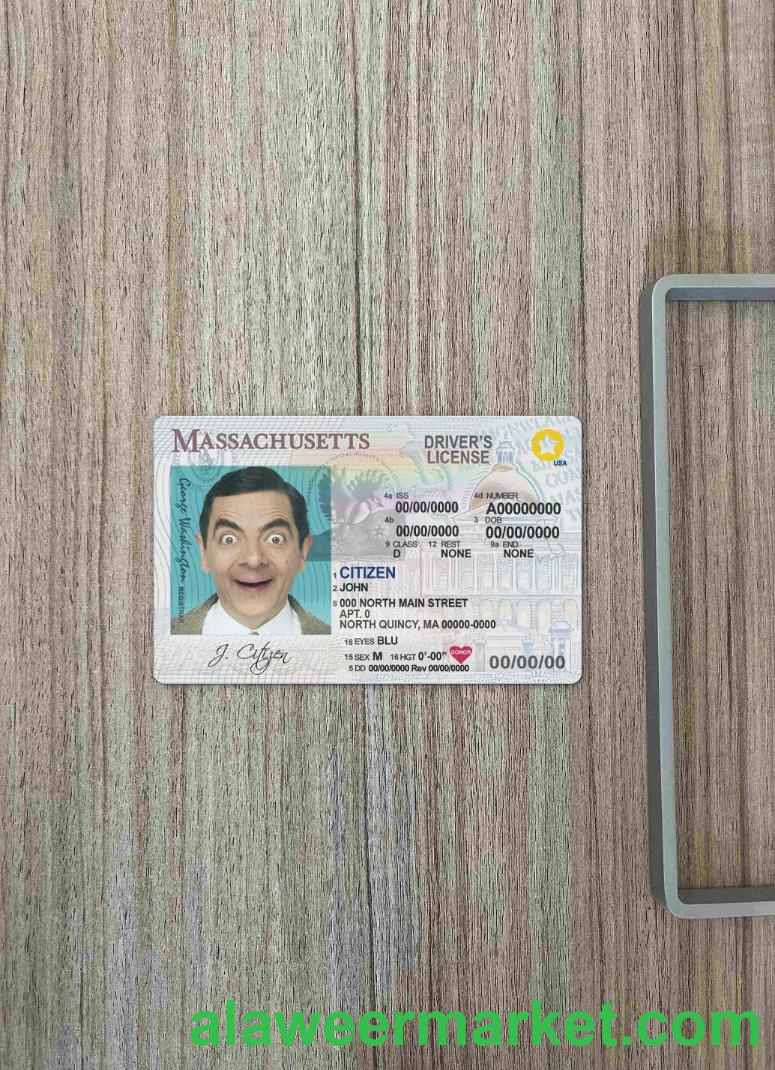 MASSACHUSETTS
DRIVER'S
LICENSE
USA
George Washington REGISTRAR
4a ISS
00/00/0000
4d NUMBER
A00000000
4b
00/00/0000
3 DOB
00/00/0000
9 CLASS 12 REST 9a END
D NONE NONE
1 CITIZEN
2 JOHN
8 000 NORTH MAIN STREET
APT. 0
NORTH QUINCY, MA 00000-0000
18 EYES BLU
15 SEX M 16 HGT 0'-00"
DONOR
5 DD 00/00/0000 Rev 00/00/0000
00/00/00
J. Citizen
alaweermarket.com